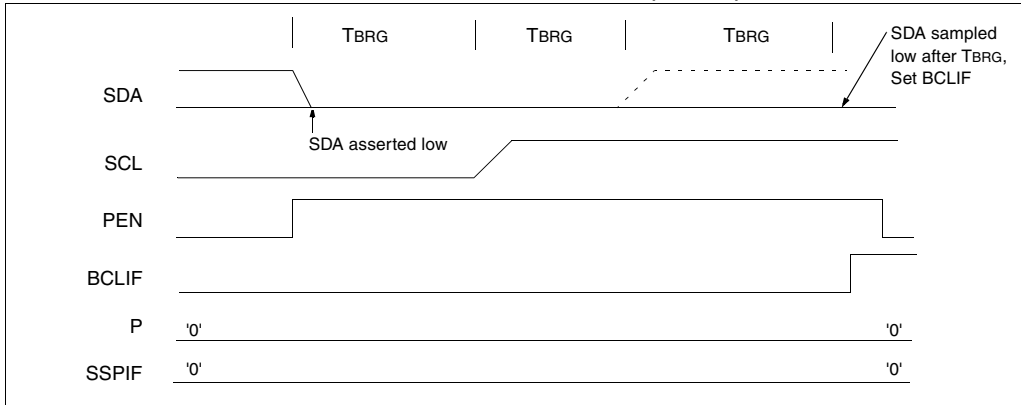 TBRG TBRG TBRG
SDA sampled
low after TBRG,
Set BCLIF
SDA
SDA asserted low
SCL
PEN
BCLIF
P '0' '0'
SSPIF '0' '0'